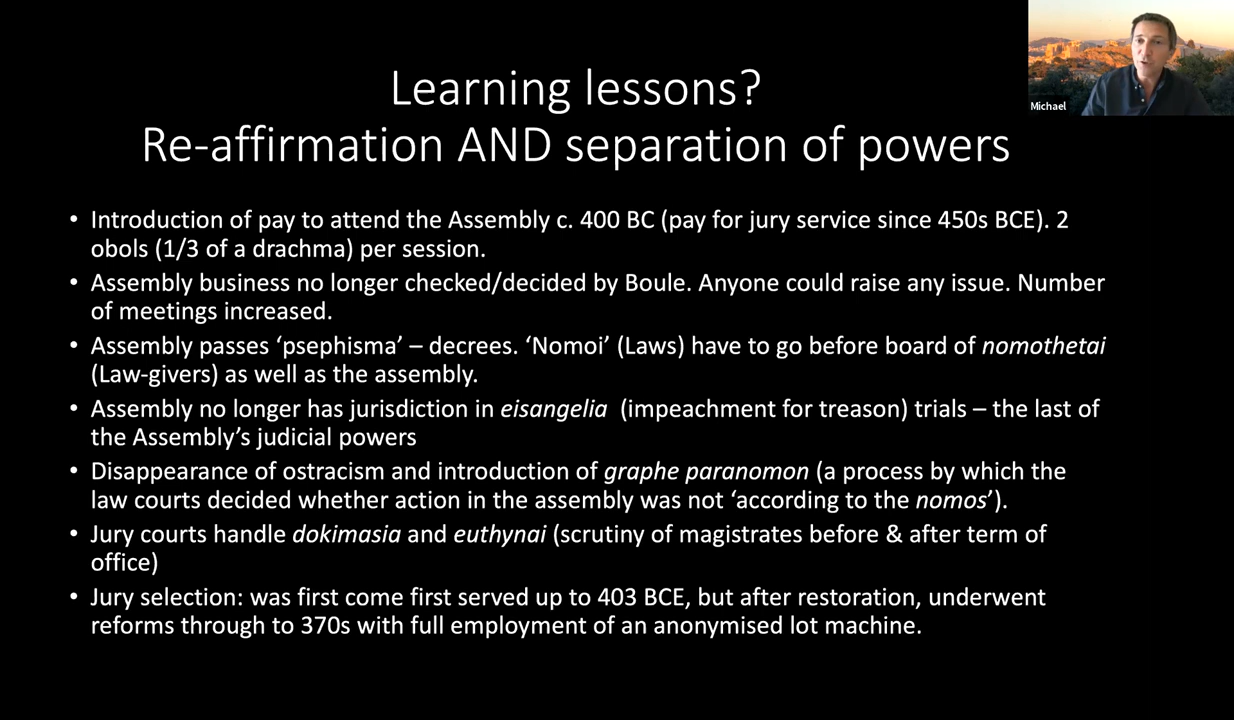 Michael
Learning lessons?
Re-affirmation AND separation of powers
• Introduction of pay to attend the Assembly c. 400 BC (pay for jury service since 450s BCE). 2
obols (1/3 of a drachma) per session.
• Assembly business no longer checked/decided by Boule. Anyone could raise any issue. Number
of meetings increased.
• Assembly passes ‘psephisma’ – decrees. ‘Nomoi’ (Laws) have to go before board of nomothetai
(Law-givers) as well as the assembly.
• Assembly no longer has jurisdiction in eisangelia (impeachment for treason) trials – the last of
the Assembly’s judicial powers
• Disappearance of ostracism and introduction of graphe paranomon (a process by which the
law courts decided whether action in the assembly was not ‘according to the nomos’).
• Jury courts handle dokimasia and euthynai (scrutiny of magistrates before & after term of
office)
• Jury selection: was first come first served up to 403 BCE, but after restoration, underwent
reforms through to 370s with full employment of an anonymised lot machine.